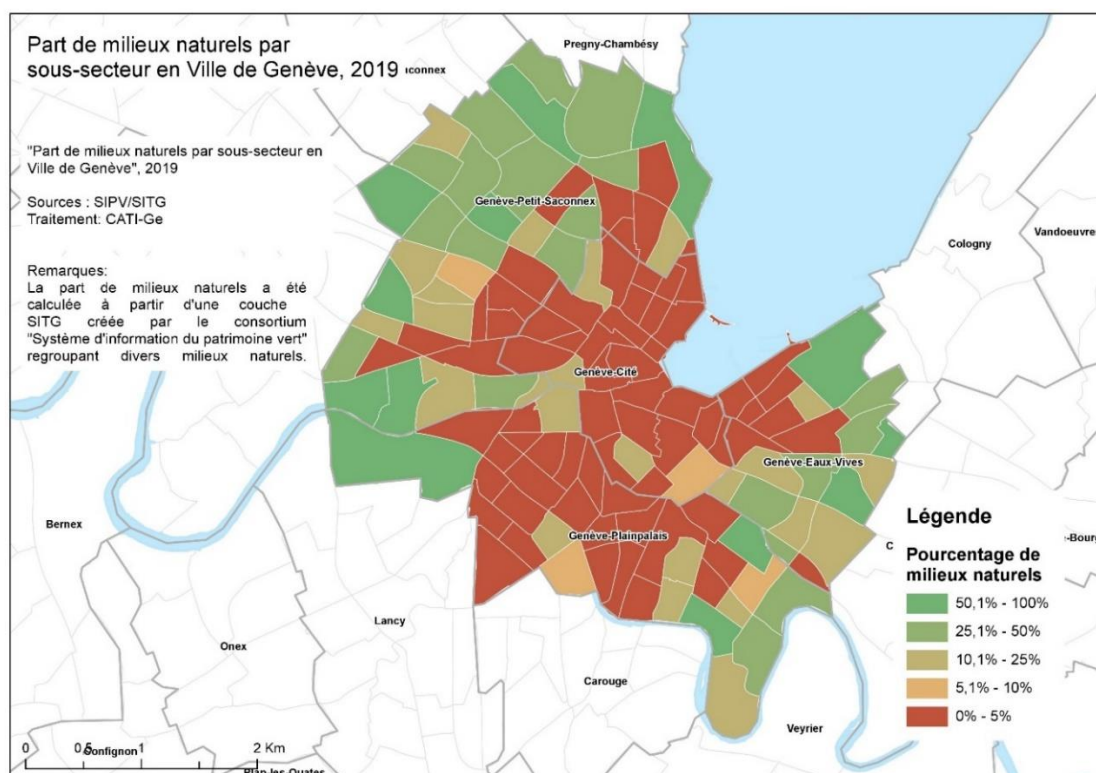 Part de milieux naturels par
sous-secteur en Ville de Genève, 2019
"Part de milieux naturels par sous-secteur en
Ville de Genève", 2019
Sources : SIPV/SITG
Traitement: CATI-Ge
Remarques:
La part de milieux naturels a été
calculée à partir d'une couche
SITG créée par le consortium
"Système d'information du patrimoine vert"
regroupant divers milieux naturels.
Pregny-Chambésy
Genève-Petit-Saconnex
Cologny
Vandoeuvre
Genève-Cité
Genève-Eaux-Vives
Bernex
Genève-Plainpalais
Lancy
Onex
Carouge
Veyrier
-Bourg
Légende
Pourcentage de
milieux naturels
50,1% - 100%
25,1% - 50%
10,1% - 25%
5,1% - 10%
0% - 5%
0 0.5 1 2 Km
Confignon